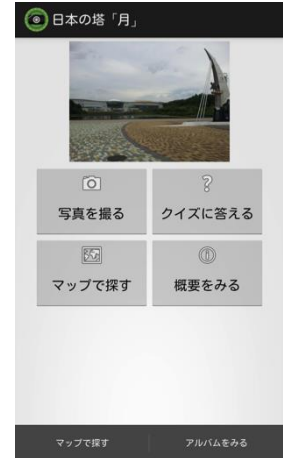 日本の塔「月」
写真を撮る
クイズに答える
マップで探す
概要をみる
マップで探す
アルバムをみる